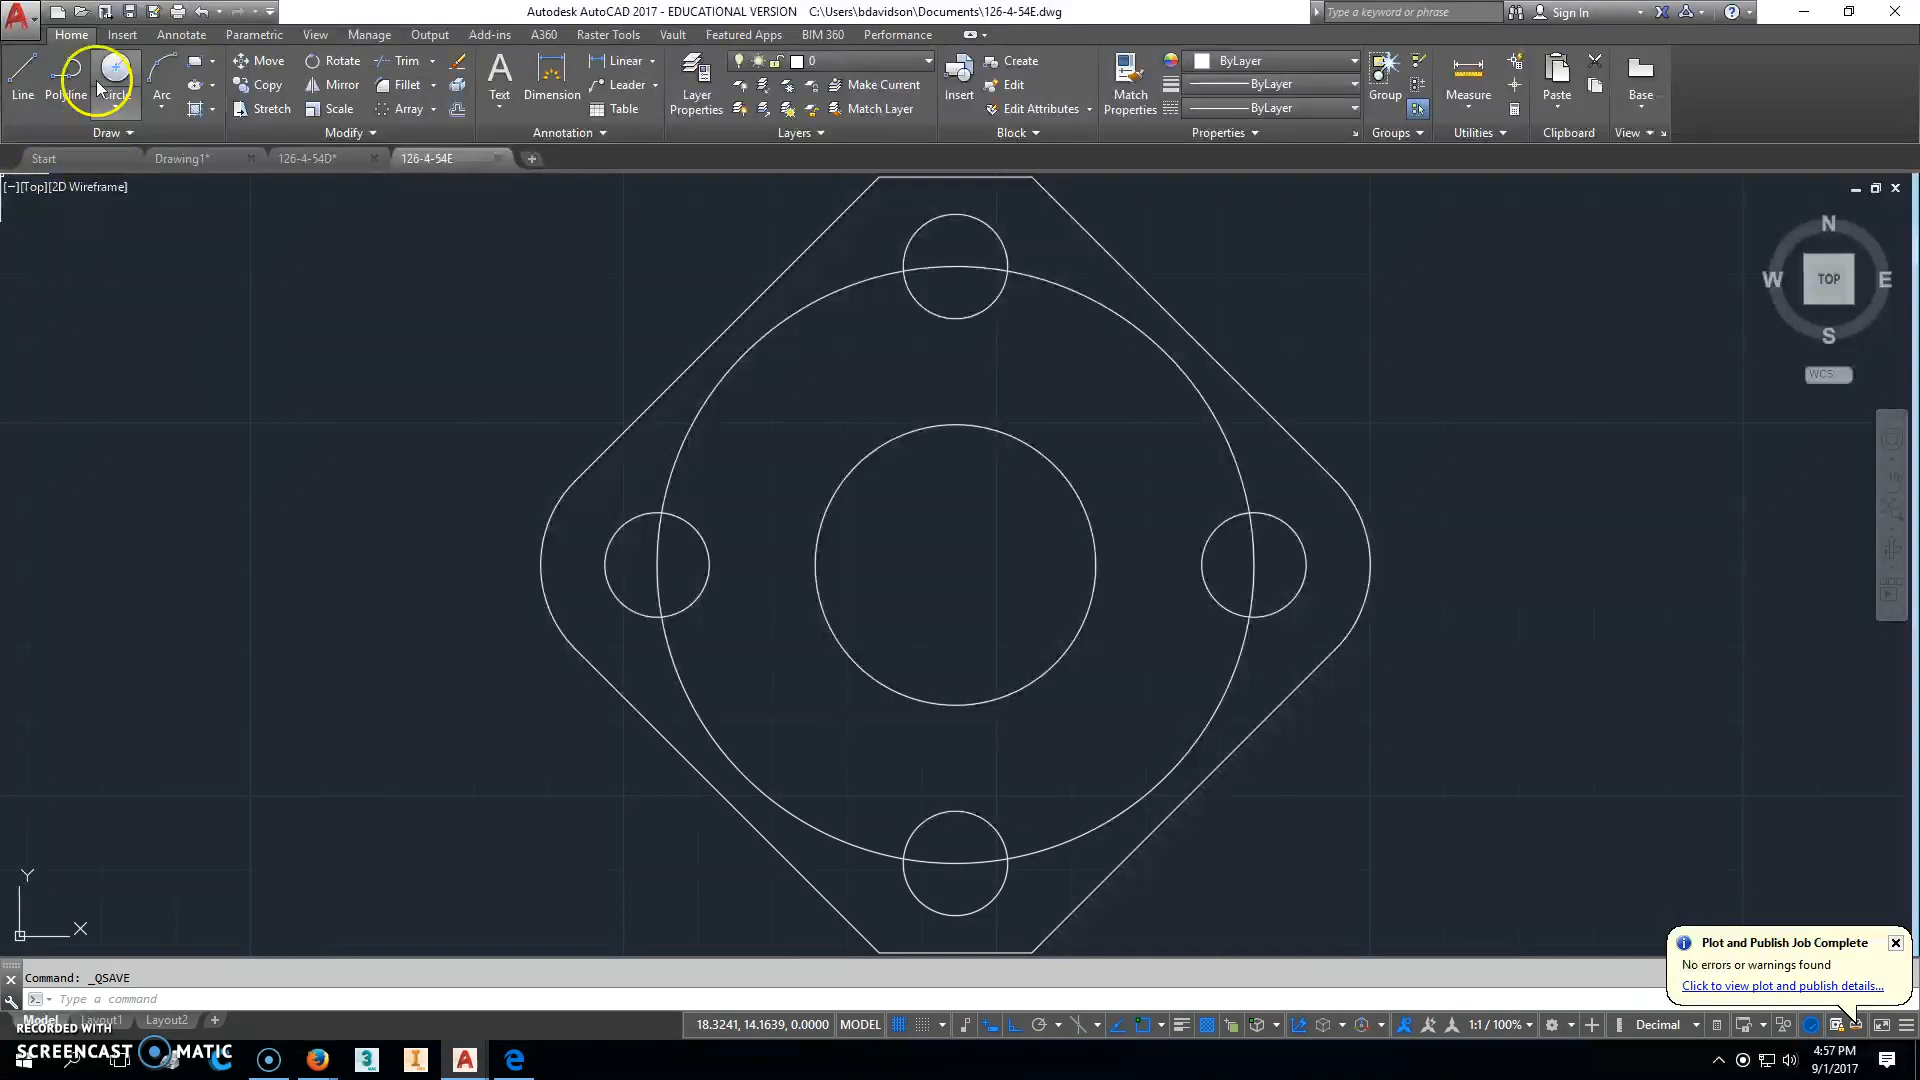 Autodesk AutoCAD 2017 - EDUCATIONAL VERSION C:\Users\bdavidson\Documents\126-4-54E.dwg
Type a keyword or phrase
Sign In
Home Insert Annotate Parametric View Manage Output Add-ins A360 Raster Tools Vault Featured Apps BIM 360 Performance
Line Polyline Circle Arc
Move Rotate Trim
Copy Mirror Fillet
Stretch Scale Array
Text Dimension
Linear
Leader
Table
Layer
Properties
0
Make Current
Match Layer
Insert
Create
Edit
Edit Attributes
Match
Properties
ByLayer
ByLayer
ByLayer
Group
Measure
Paste
Base
Draw Modify Annotation Layers Block Properties Groups Utilities Clipboard View
Start Drawing1* 126-4-54D* 126-4-54E
[−][Top][2D Wireframe]
N
W TOP E
S
WCS
Y
X
Plot and Publish Job Complete
No errors or warnings found
Click to view plot and publish details...
Command: _QSAVE
Type a command
Model Layout1 Layout2
18.3241, 14.1639, 0.0000 MODEL 1:1 / 100% Decimal
RECORDED WITH
SCREENCAST MATIC
4:57 PM
9/1/2017